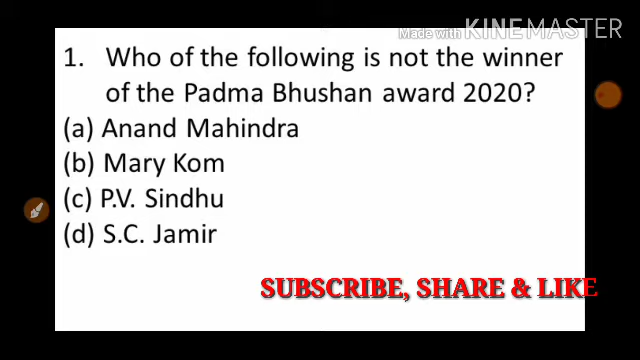 Made with KINEMASTER
1. Who of the following is not the winner
of the Padma Bhushan award 2020?
(a) Anand Mahindra
(b) Mary Kom
(c) P.V. Sindhu
(d) S.C. Jamir
SUBSCRIBE, SHARE & LIKE